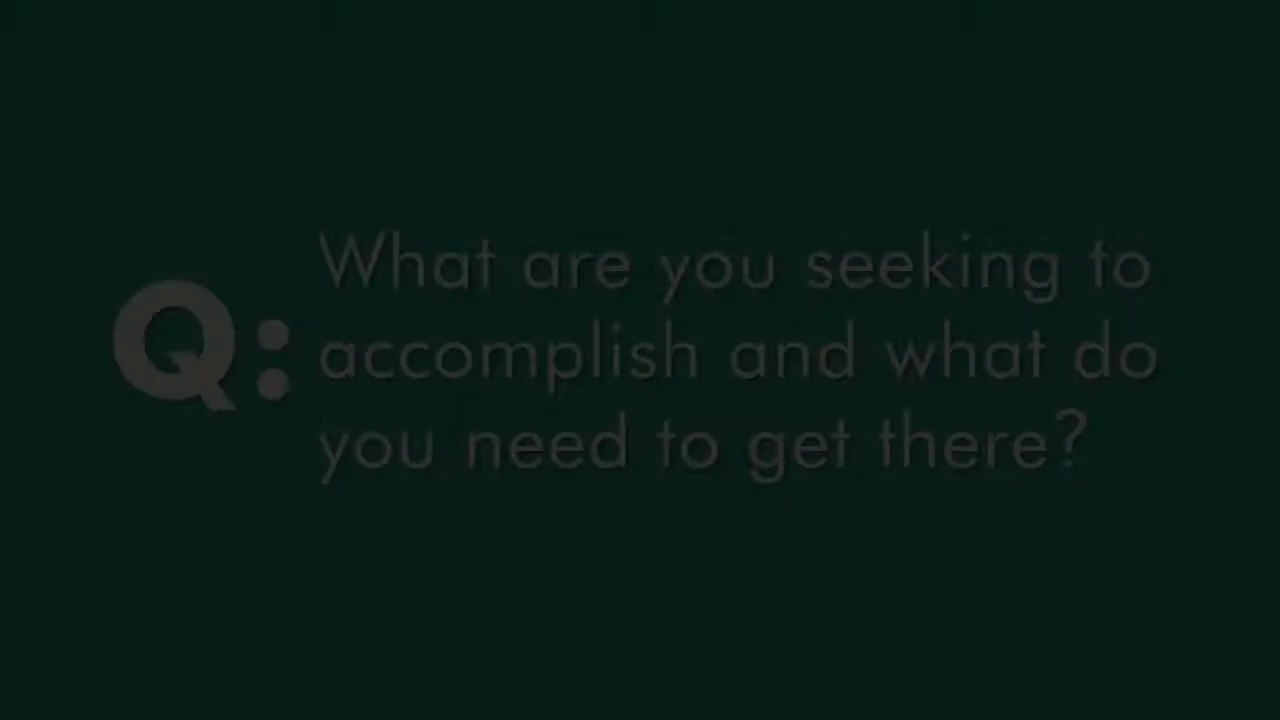 Q: What are you seeking to
accomplish and what do
you need to get there?